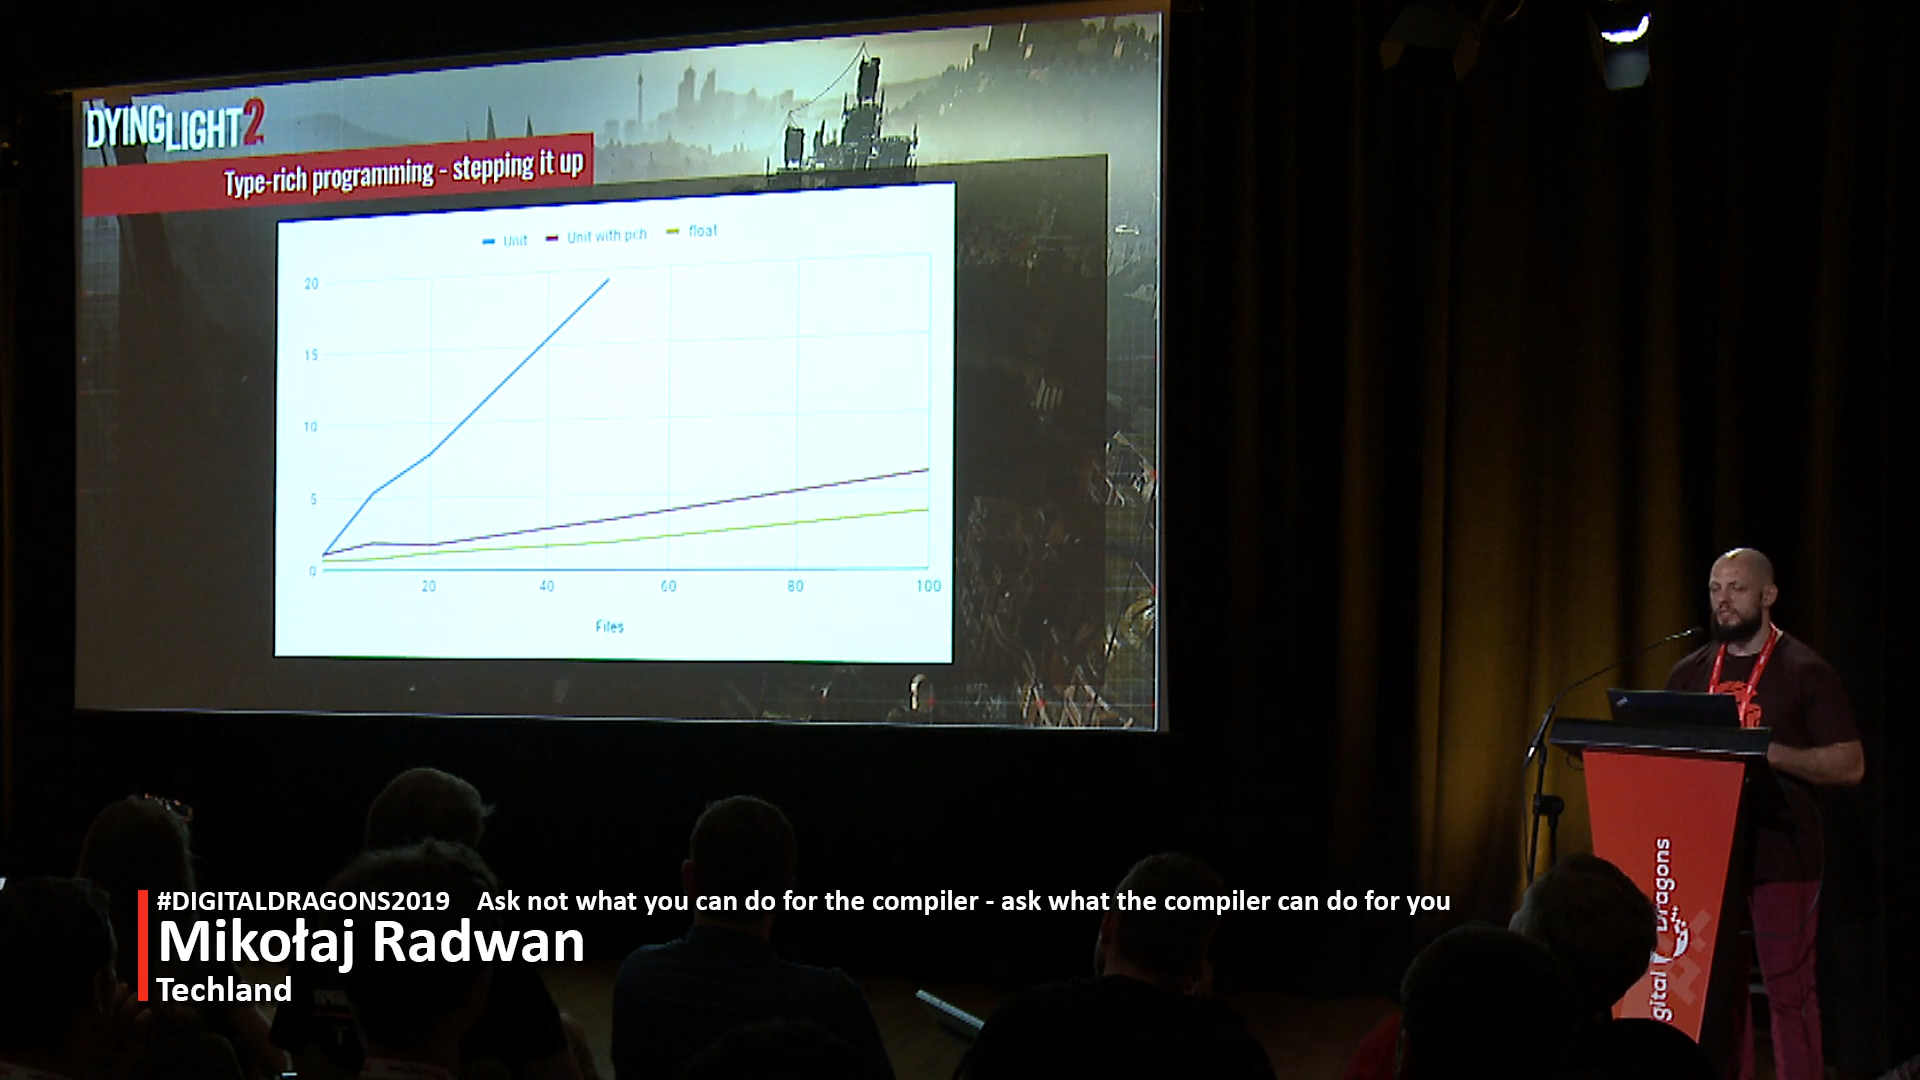 DYINGLIGHT2
Type-rich programming - stepping it up
Unit Unit with pch float
20
15
10
5
0
20 40 60 80 100
Files
#DIGITALDRAGONS2019 Ask not what you can do for the compiler - ask what the compiler can do for you
Mikołaj Radwan
Techland
gital Dragons